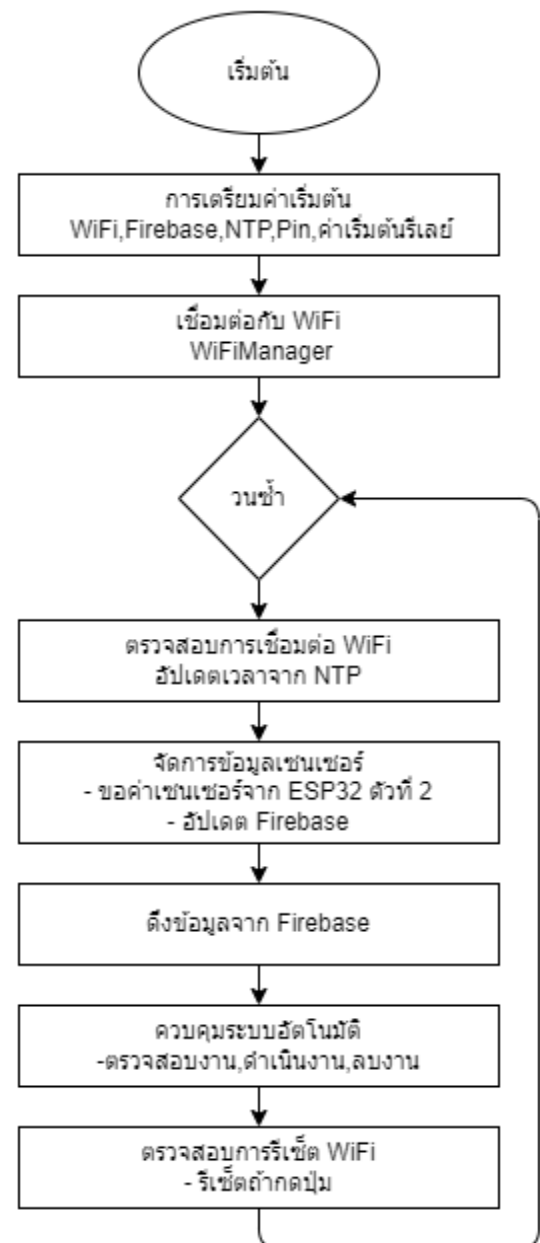 เริ่มต้น
การเตรียมค่าเริ่มต้น
WiFi,Firebase,NTP,Pin,ค่าเริ่มต้นรีเลย์
เชื่อมต่อกับ WiFi
WiFiManager
วนซ้ำ
ตรวจสอบการเชื่อมต่อ WiFi
อัปเดตเวลาจาก NTP
จัดการข้อมูลเซนเซอร์
- ขอค่าเซนเซอร์จาก ESP32 ตัวที่ 2
- อัปเดต Firebase
ดึงข้อมูลจาก Firebase
ควบคุมระบบอัตโนมัติ
-ตรวจสอบงาน,ดำเนินงาน,ลบงาน
ตรวจสอบการรีเซ็ต WiFi
- รีเซ็ตถ้ากดปุ่ม